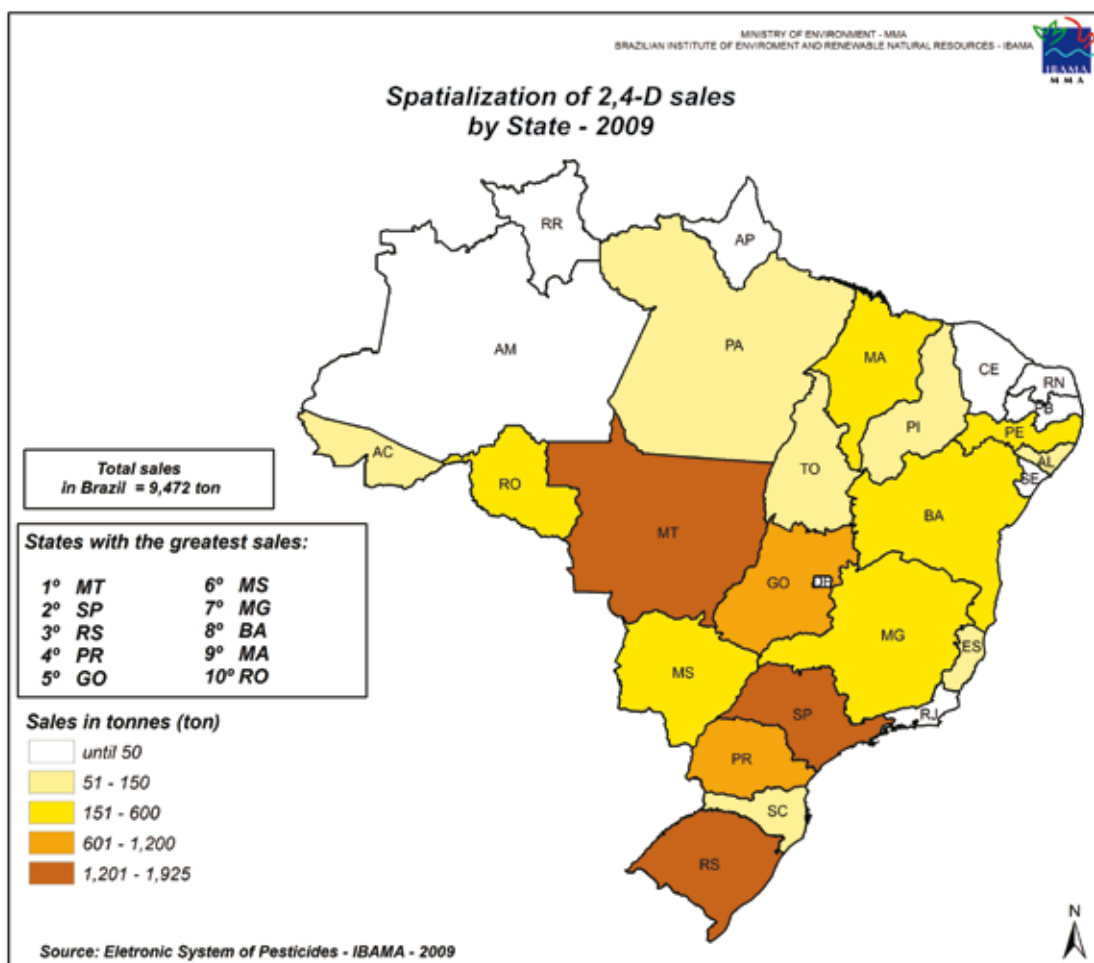 MINISTRY OF ENVIRONMENT - MMA
BRAZILIAN INSTITUTE OF ENVIROMENT AND RENEWABLE NATURAL RESOURCES - IBAMA
IBAMA
M M A
Spatialization of 2,4-D sales
by State - 2009
RR
AP
AM
PA
MA
CE
RN
PB
PI
PE
AC
TO
AL
SE
RO
BA
MT
GO
DF
MG
ES
MS
SP
RJ
PR
SC
RS
Total sales
in Brazil = 9,472 ton
States with the greatest sales:
1º MT
2º SP
3º RS
4º PR
5º GO
6º MS
7º MG
8º BA
9º MA
10º RO
Sales in tonnes (ton)
until 50
51 - 150
151 - 600
601 - 1,200
1,201 - 1,925
N
Source: Eletronic System of Pesticides - IBAMA - 2009